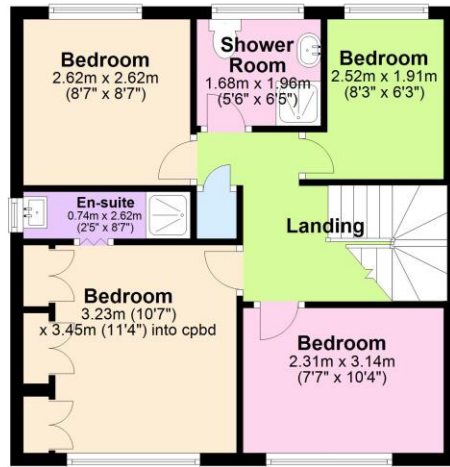 Bedroom
2.62m x 2.62m
(8'7" x 8'7")
Shower
Room
1.68m x 1.96m
(5'6" x 6'5")
Bedroom
2.52m x 1.91m
(8'3" x 6'3")
En-suite
0.74m x 2.62m
(2'5" x 8'7")
Landing
Bedroom
3.23m (10'7")
x 3.45m (11'4") into cpbd
Bedroom
2.31m x 3.14m
(7'7" x 10'4")